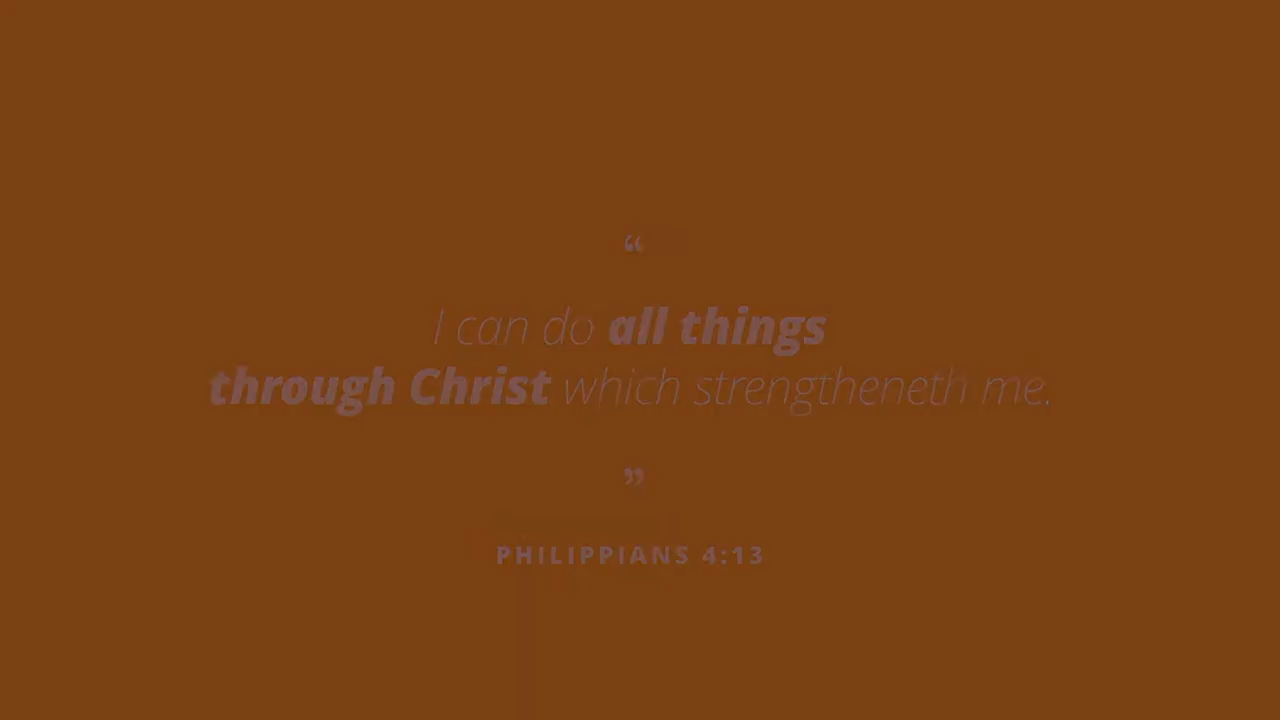 “
I can do all things
through Christ which strengtheneth me.
”
PHILIPPIANS 4:13